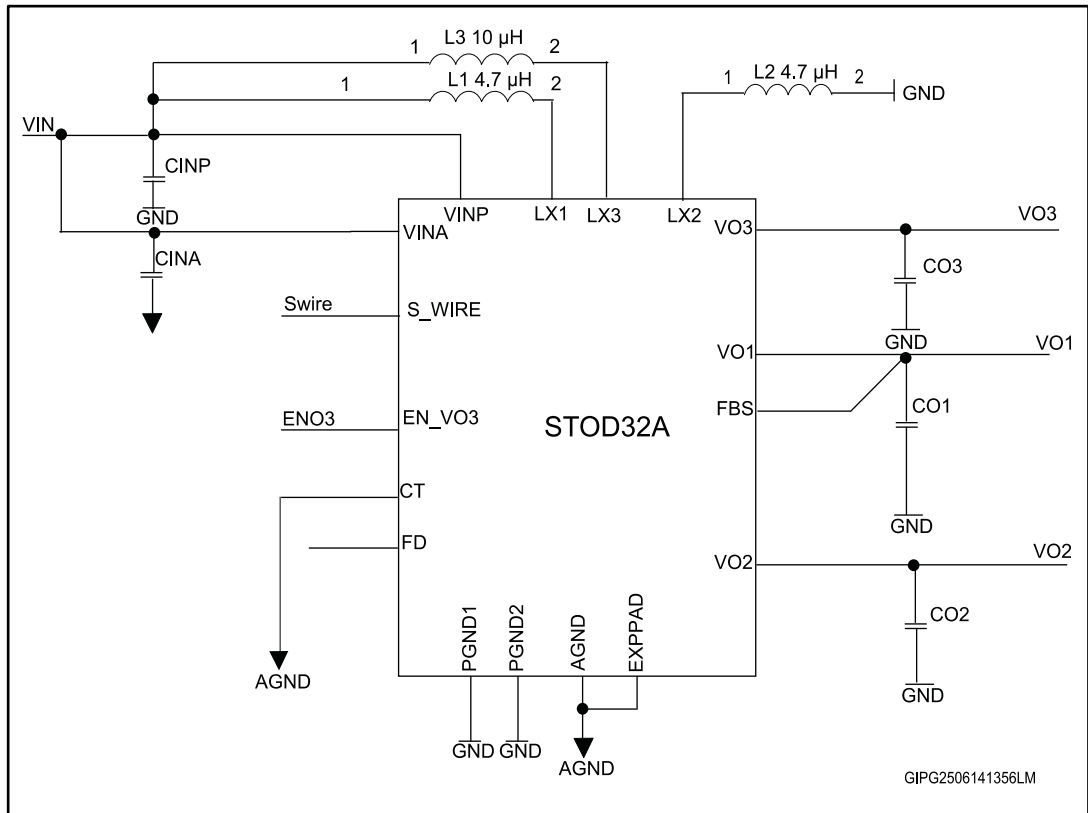 1 L3 10 µH 2
1 L1 4.7 µH 2
1 L2 4.7 µH 2
GND
VIN
CINP
GND
CINA
VINP
LX1
LX3
LX2
VINA
VO3
VO3
CO3
GND
Swire
S_WIRE
VO1
VO1
FBS
CO1
GND
ENO3
EN_VO3
STOD32A
CT
FD
AGND
VO2
VO2
CO2
GND
PGND1
PGND2
AGND
EXPPAD
GND
GND
AGND
GIPG2506141356LM